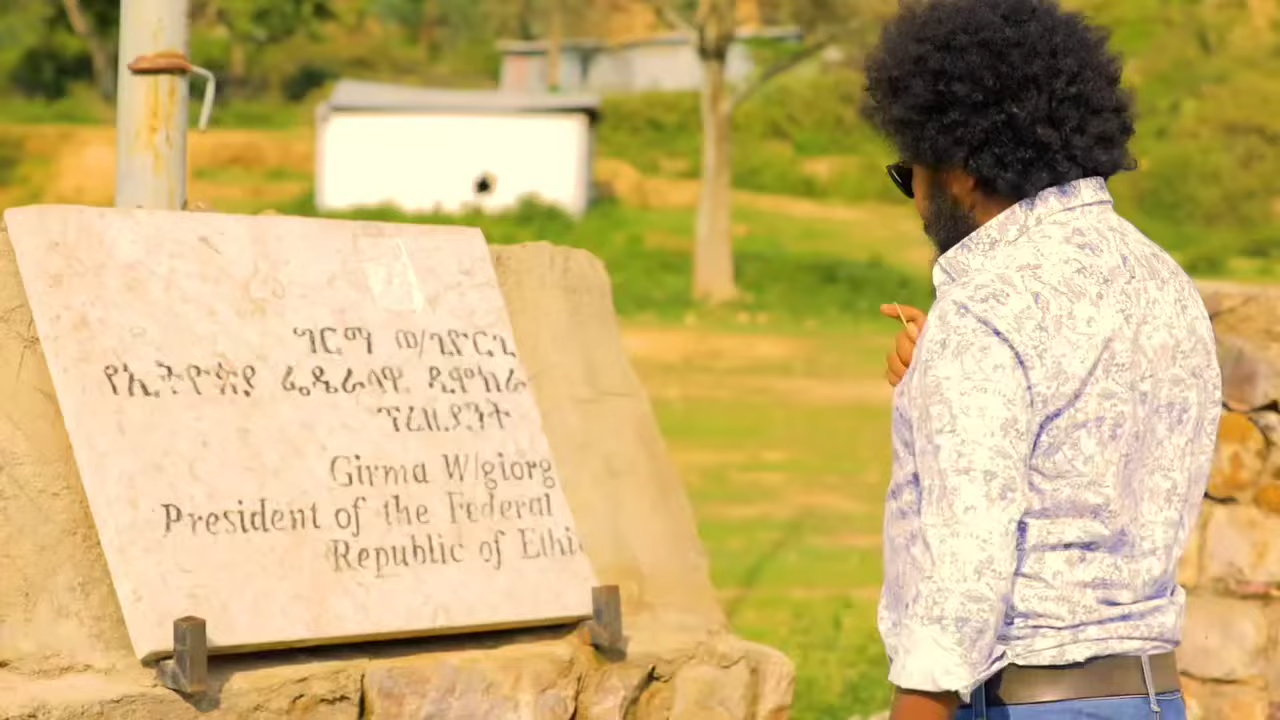 ግርማ ወ/ጊዮርጊ
የኢትዮጵያ ፌዴራላዊ ዲሞክራ
ፕሬዚዳንት
Girma W/giorg
President of the Federal
Republic of Ethi